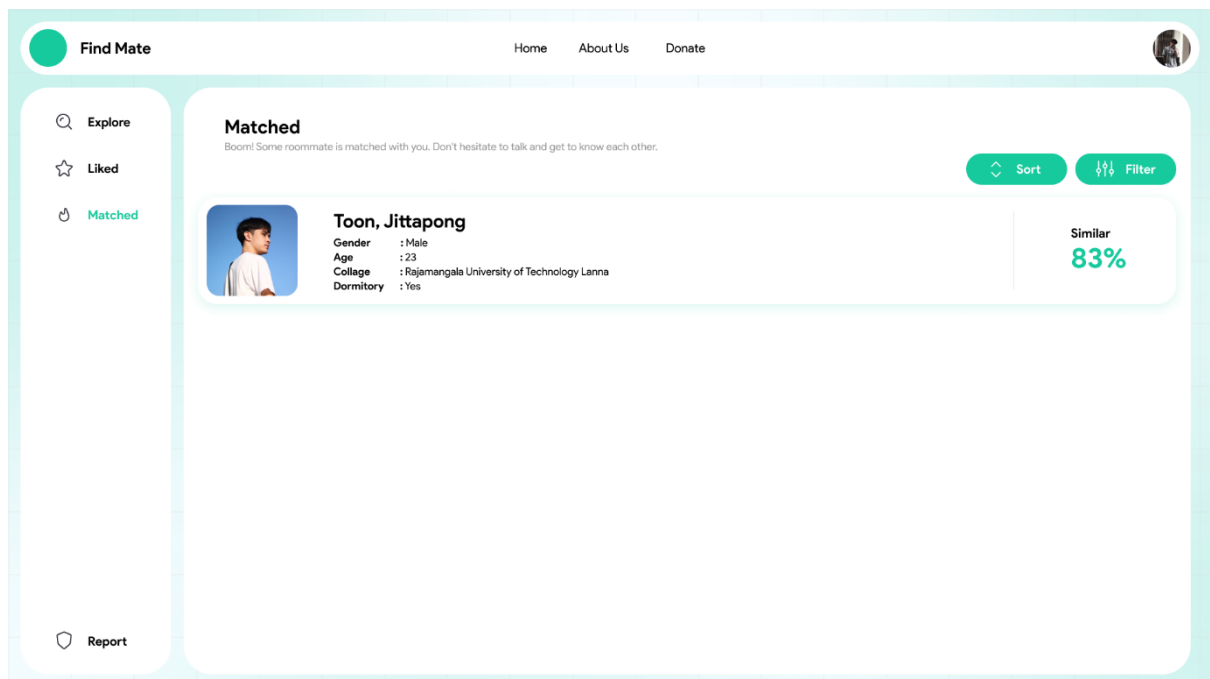 Find Mate
Home
About Us
Donate
Explore
Liked
Matched
Report
Matched
Boom! Some roommate is matched with you. Don't hesitate to talk and get to know each other.
Sort
Filter
Toon, Jittapong
Gender : Male
Age : 23
Collage : Rajamangala University of Technology Lanna
Dormitory : Yes
Similar
83%